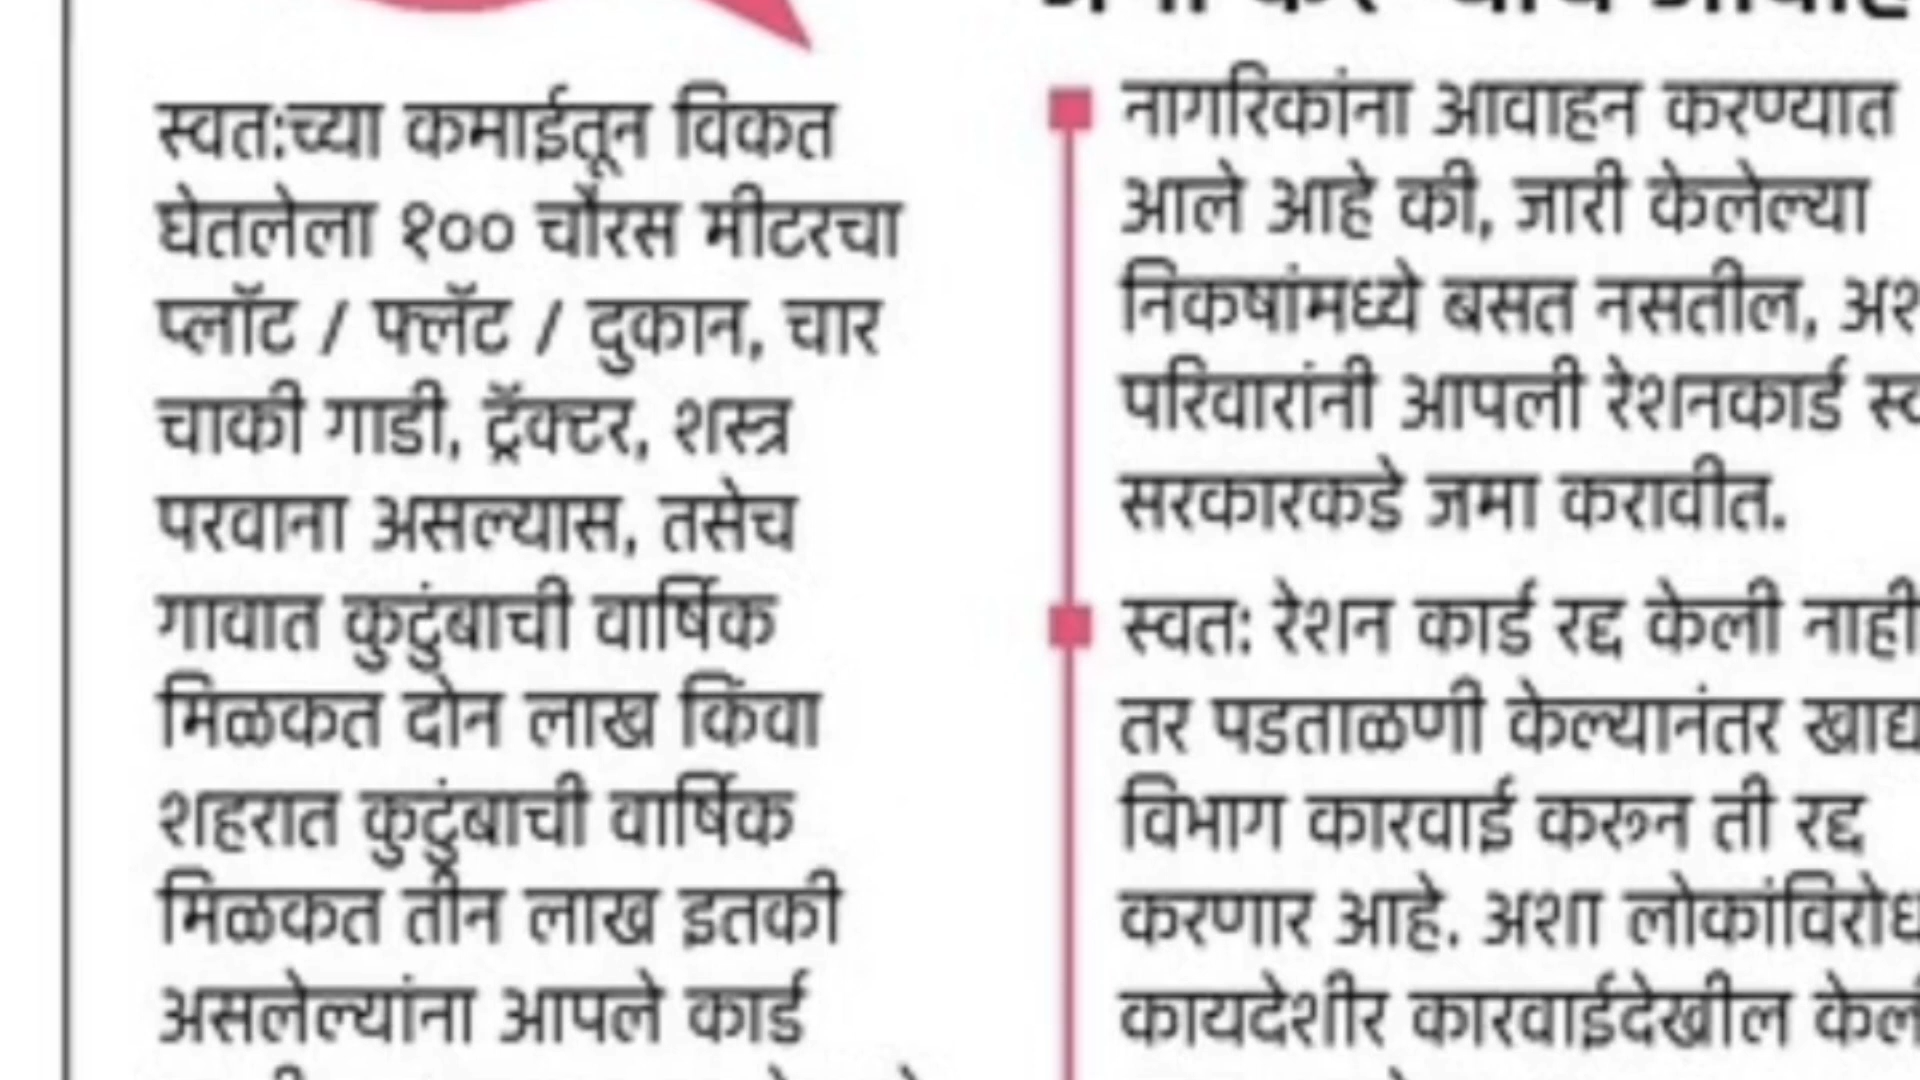 स्वत:च्या कमाईतून विकत
घेतलेला १०० चौरस मीटरचा
प्लॉट / फ्लॅट / दुकान, चार
चाकी गाडी, ट्रॅक्टर, शस्त्र
परवाना असल्यास, तसेच
गावात कुटुंबाची वार्षिक
मिळकत दोन लाख किंवा
शहरात कुटुंबाची वार्षिक
मिळकत तीन लाख इतकी
असलेल्यांना आपले कार्ड
नागरिकांना आवाहन करण्यात
आले आहे की, जारी केलेल्या
निकषांमध्ये बसत नसतील,
परिवारांनी आपली रेशनकार्ड
सरकारकडे जमा करावीत.
स्वत: रेशन कार्ड रद्द केली नाही
तर पडताळणी केल्यानंतर खाद्य
विभाग कारवाई करून ती रद्द
करणार आहे. अशा
कायदेशीर कारवाईदेखील